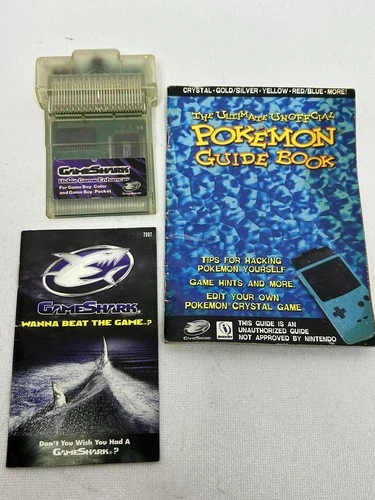 GAMESHARK
Video Game Enhancer
For Game Boy Color
and Game Boy Pocket
CRYSTAL · GOLD/SILVER · YELLOW · RED/BLUE · MORE!
THE ULTIMATE UNOFFICIAL
POKEMON
GUIDE BOOK
TIPS FOR HACKING
POKEMON YOURSELF
GAME HINTS AND MORE
EDIT YOUR OWN
POKEMON CRYSTAL GAME
GAMESHARK
THIS GUIDE IS AN
UNAUTHORIZED GUIDE
NOT APPROVED BY NINTENDO
GAMESHARK
WANNA BEAT THE GAME..?
Don't You Wish You Had A
GAMESHARK?